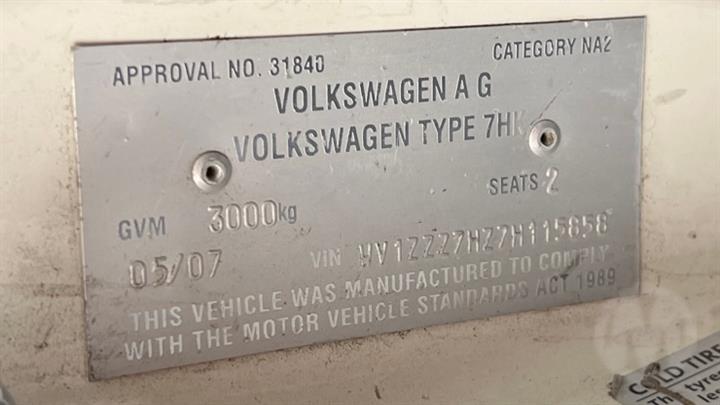 APPROVAL NO. 31840
CATEGORY NA2
VOLKSWAGEN A G
VOLKSWAGEN TYPE 7HK
SEATS 2
GVM 3000kg
05/07
VIN WV1ZZZ7HZ7H115858
THIS VEHICLE WAS MANUFACTURED TO COMPLY
WITH THE MOTOR VEHICLE STANDARDS ACT 1989
COLD TIRE